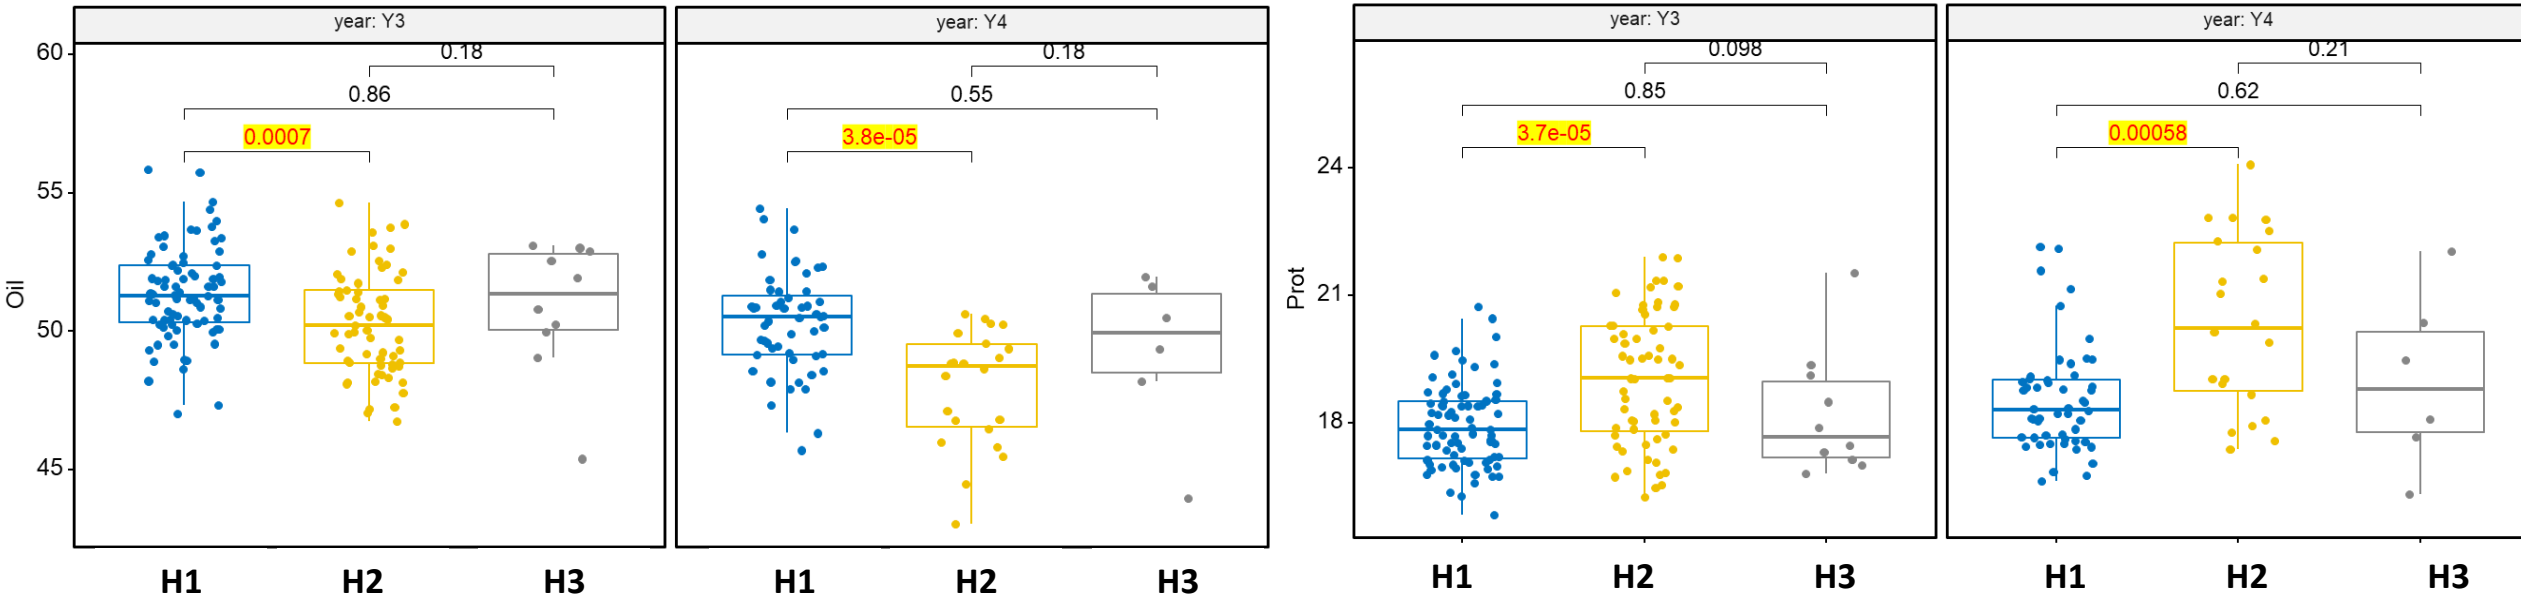 year: Y3
year: Y4
year: Y3
year: Y4
Oil
60
55
50
45
0.18
0.86
0.0007
0.18
0.55
3.8e-05
H1 H2 H3
H1 H2 H3
Prot
24
21
18
0.098
0.85
3.7e-05
0.21
0.62
0.00058
H1 H2 H3
H1 H2 H3